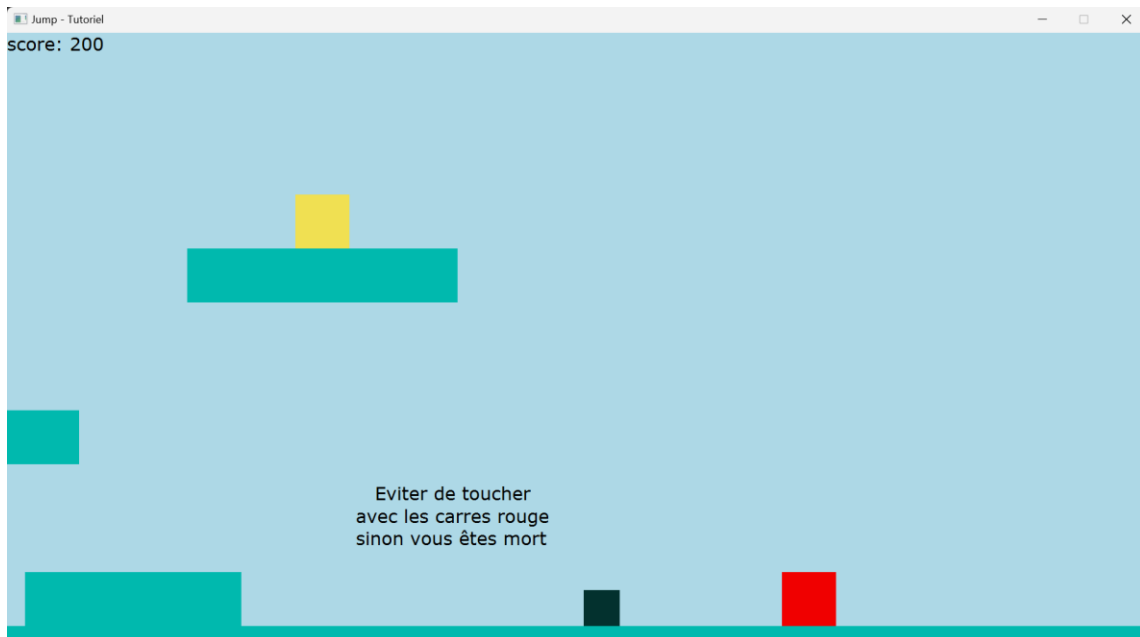 Jump - Tutoriel
score: 200
Eviter de toucher
avec les carres rouge
sinon vous êtes mort